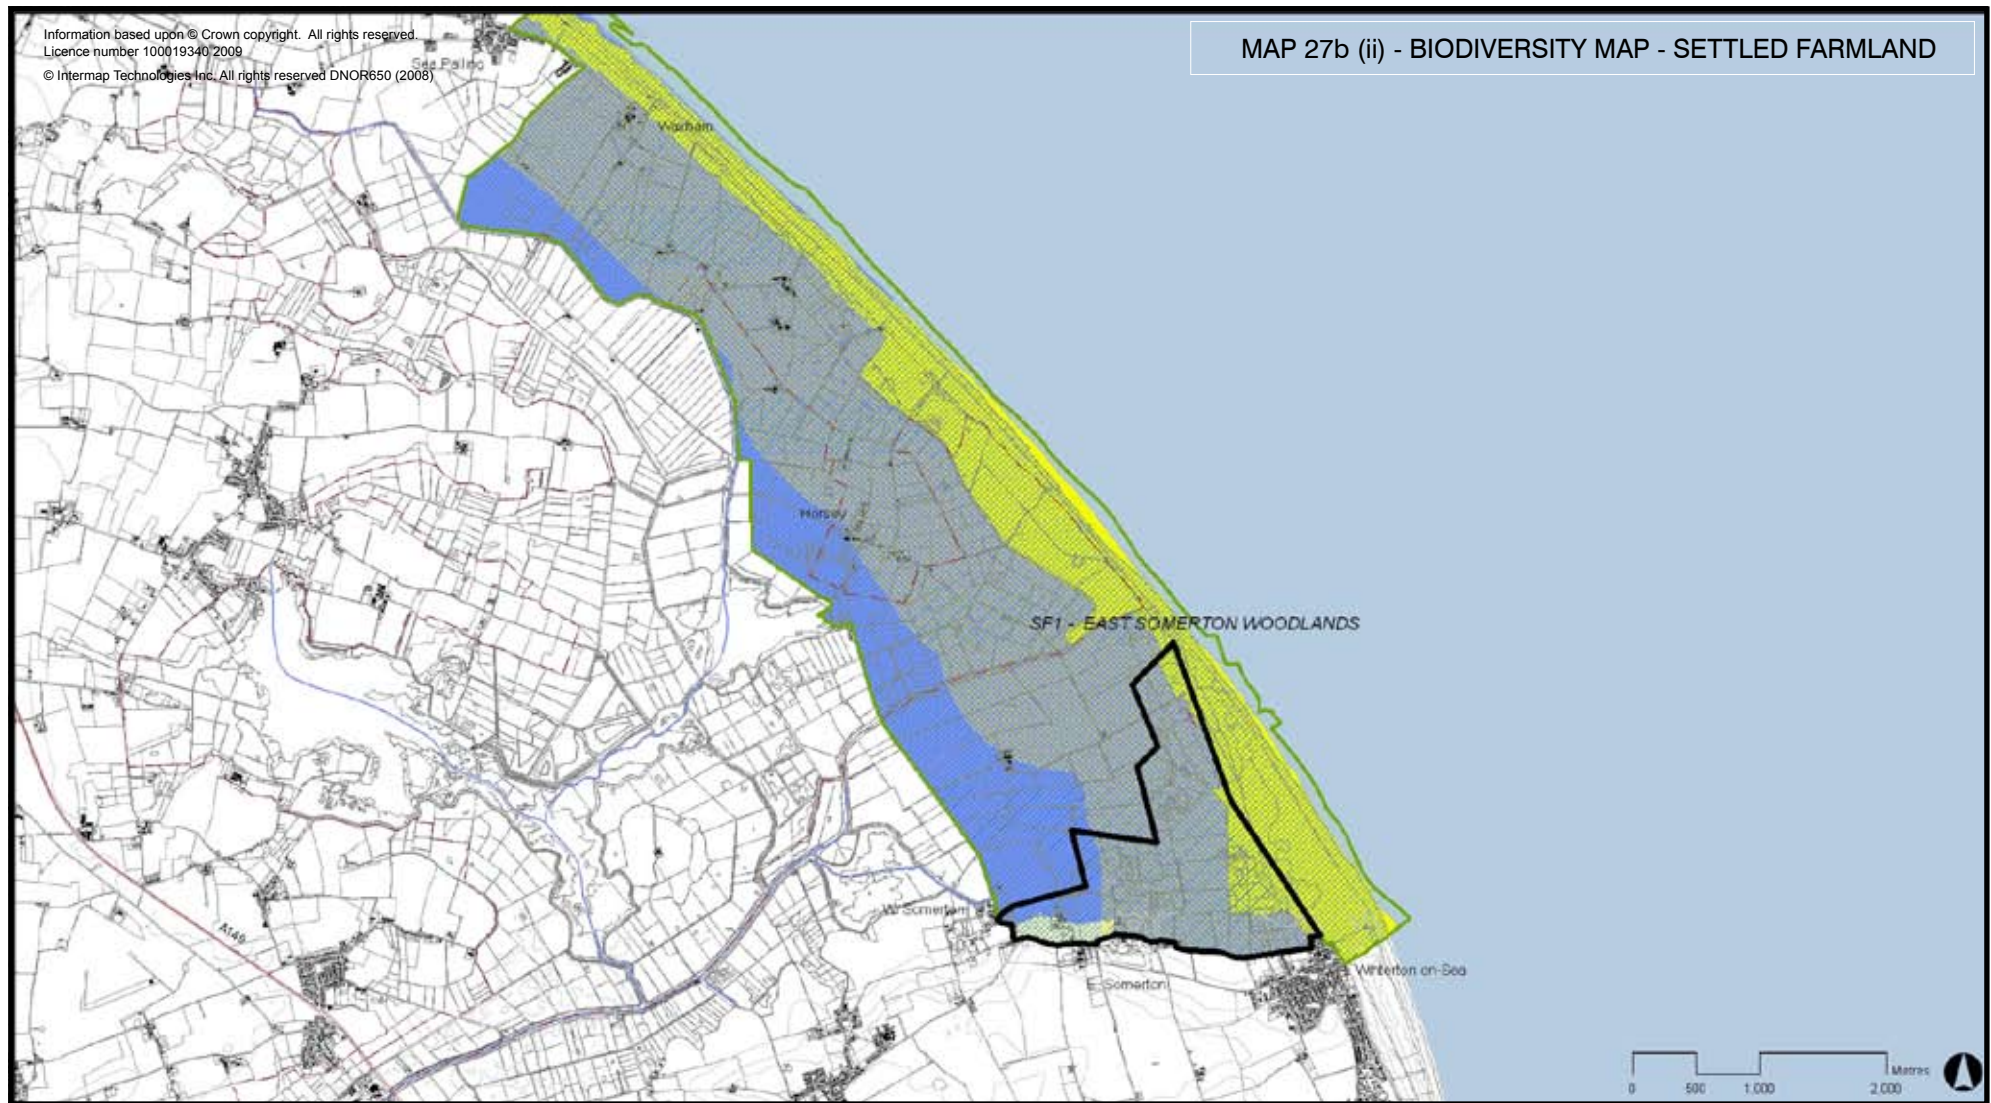 Information based upon © Crown copyright. All rights reserved.
Licence number 100019340 2009
© Intermap Technologies Inc. All rights reserved DNOR650 (2008)
MAP 27b (ii) - BIODIVERSITY MAP - SETTLED FARMLAND
Sea Palling
Waxham
Horsey
SF1 - EAST SOMERTON WOODLANDS
W. Somerton
A149
E. Somerton
Winterton on-Sea
Metres
0 500 1,000 2,000